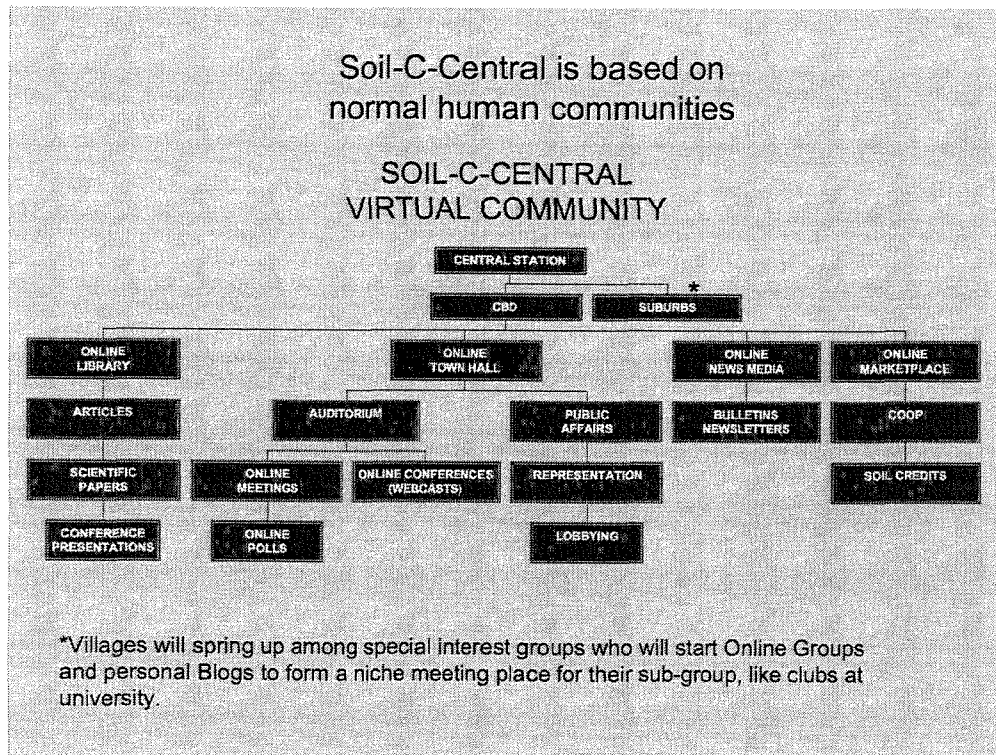 Soil-C-Central is based on
normal human communities
SOIL-C-CENTRAL
VIRTUAL COMMUNITY
CENTRAL STATION
*
CBD
SUBURBS
ONLINE
LIBRARY
ONLINE
TOWN HALL
ONLINE
NEWS MEDIA
ONLINE
MARKETPLACE
ARTICLES
AUDITORIUM
PUBLIC
AFFAIRS
BULLETINS
NEWSLETTERS
COOP
SCIENTIFIC
PAPERS
ONLINE
MEETINGS
ONLINE CONFERENCES
(WEBCASTS)
REPRESENTATION
SOIL CREDITS
CONFERENCE
PRESENTATIONS
ONLINE
POLLS
LOBBYING
*Villages will spring up among special interest groups who will start Online Groups
and personal Blogs to form a niche meeting place for their sub-group, like clubs at
university.